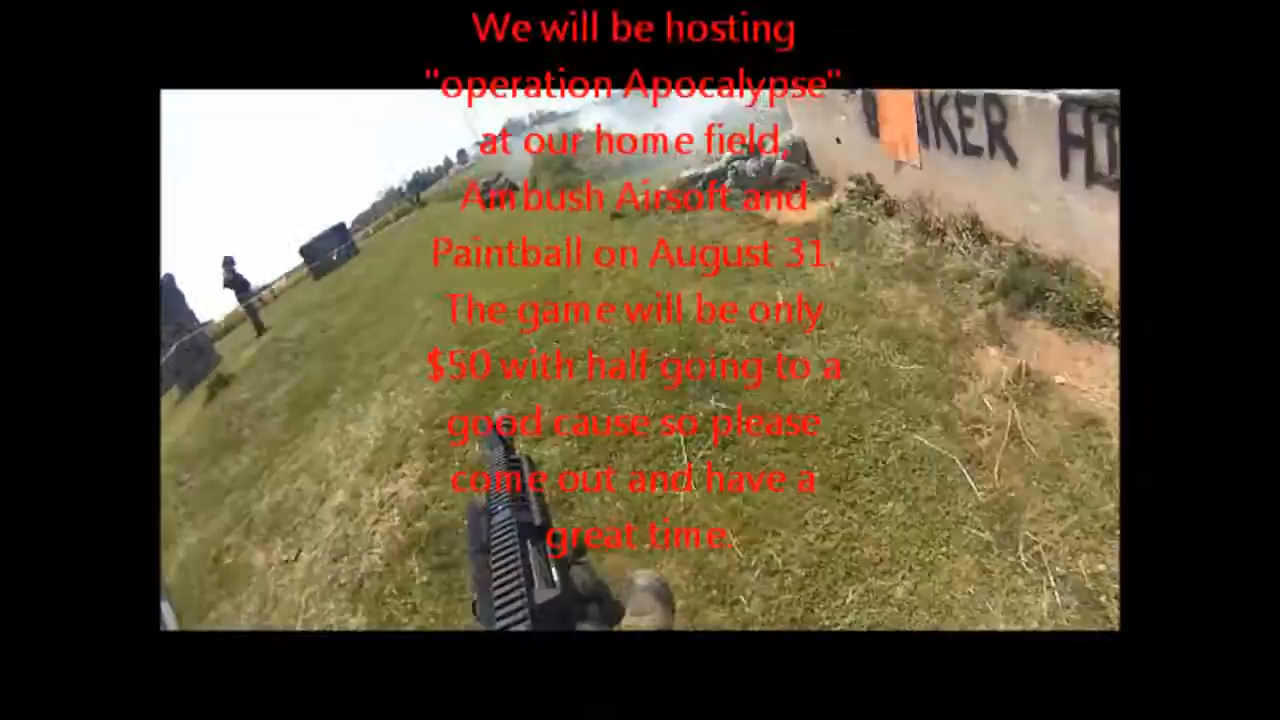 We will be hosting
"operation Apocalypse"
at our home field,
Ambush Airsoft and
Paintball on August 31.
The game will be only
$50 with half going to a
good cause so please
come out and have a
great time.